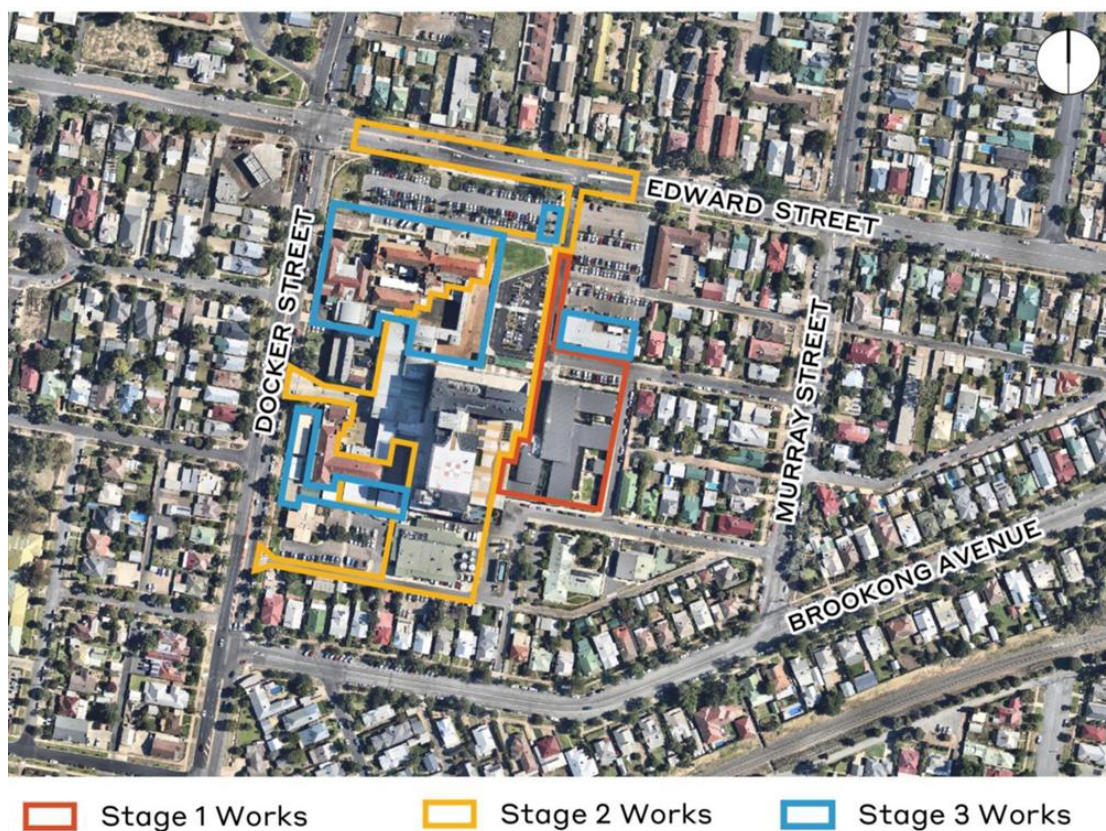 EDWARD STREET
DOCKER STREET
MURRAY STREET
BROOKONG AVENUE
Stage 1 Works
Stage 2 Works
Stage 3 Works